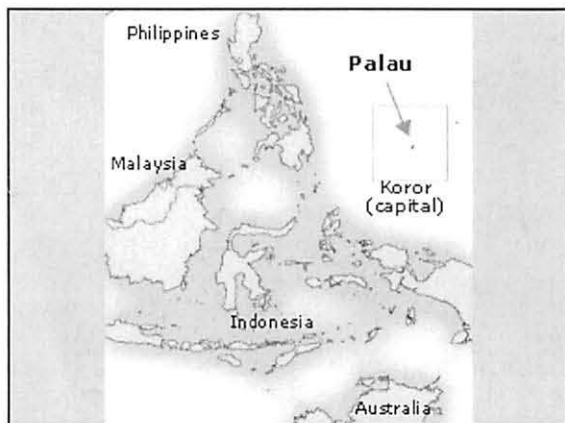 Philippines
Palau
Malaysia
Koror
(capital)
Indonesia
Australia